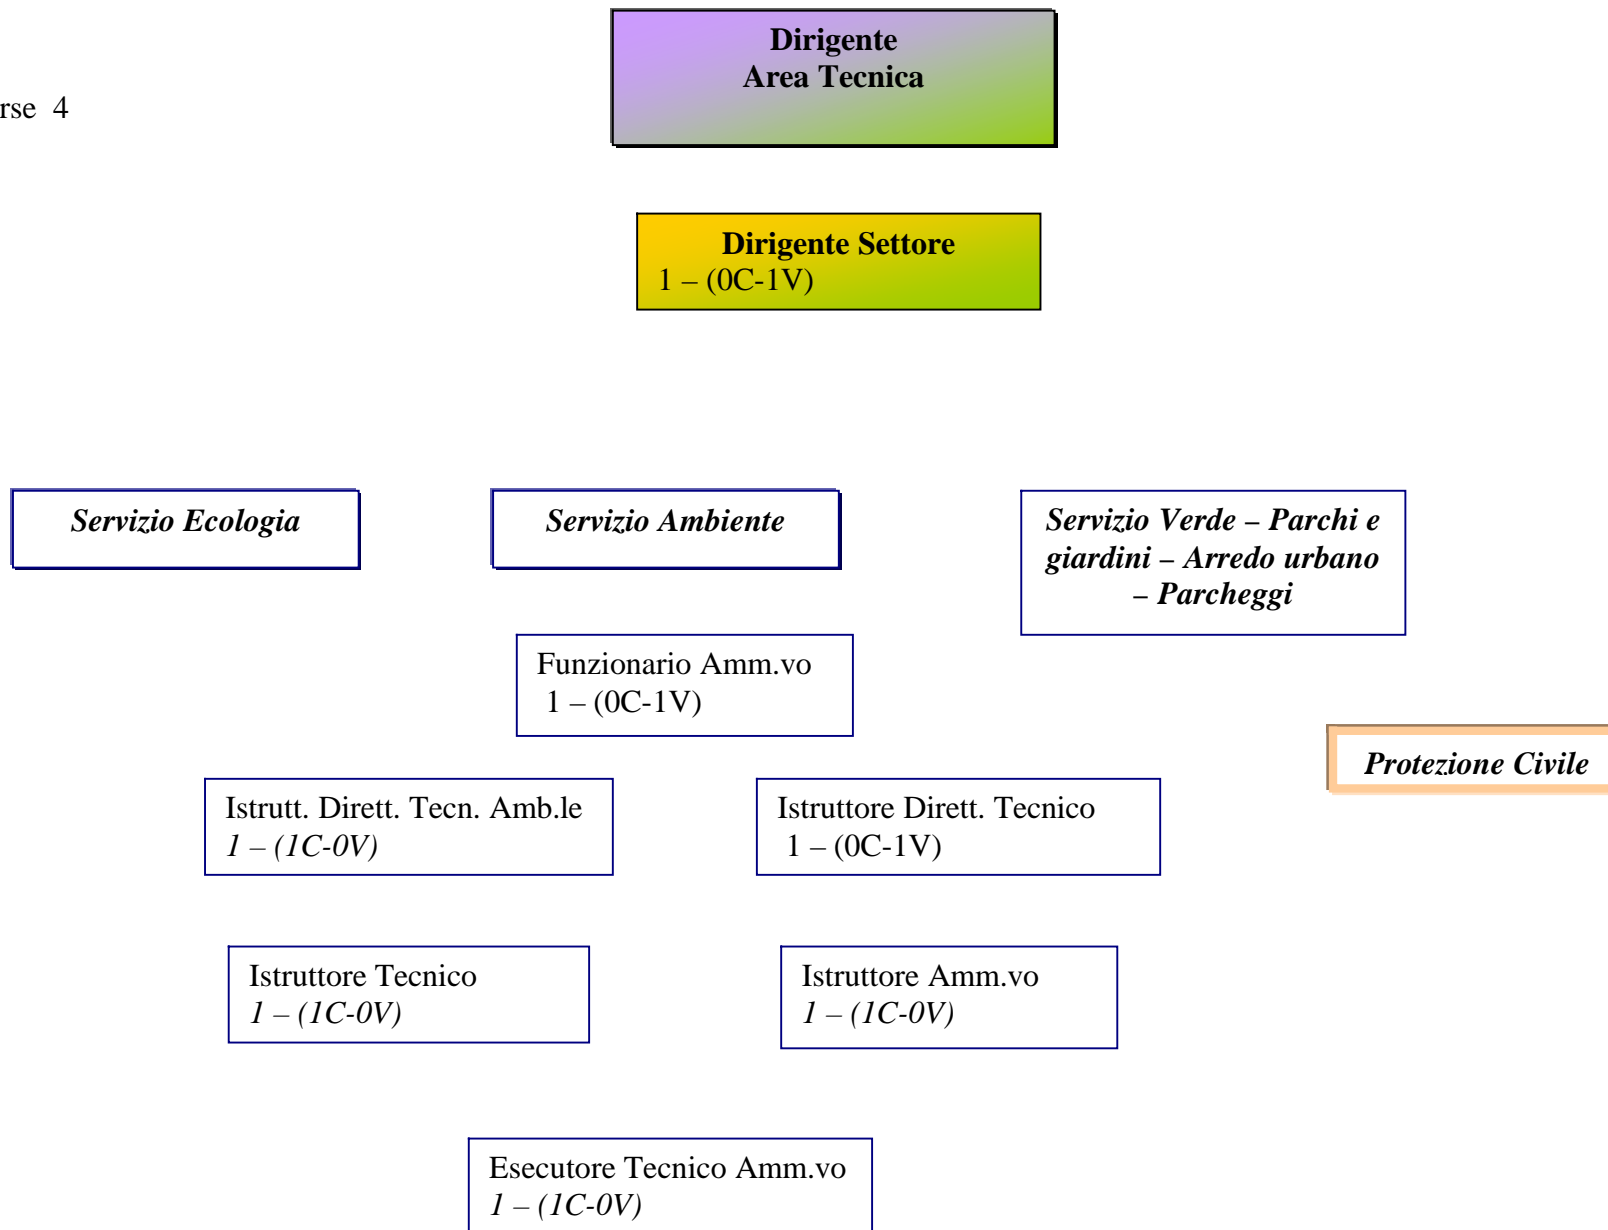 Dirigente
Area Tecnica
rse 4
Dirigente Settore
1 – (0C-1V)
Servizio Ecologia
Servizio Ambiente
Servizio Verde – Parchi e
giardini – Arredo urbano
– Parcheggi
Funzionario Amm.vo
1 – (0C-1V)
Protezione Civile
Istrutt. Dirett. Tecn. Amb.le
1 – (1C-0V)
Istruttore Dirett. Tecnico
1 – (0C-1V)
Istruttore Tecnico
1 – (1C-0V)
Istruttore Amm.vo
1 – (1C-0V)
Esecutore Tecnico Amm.vo
1 – (1C-0V)